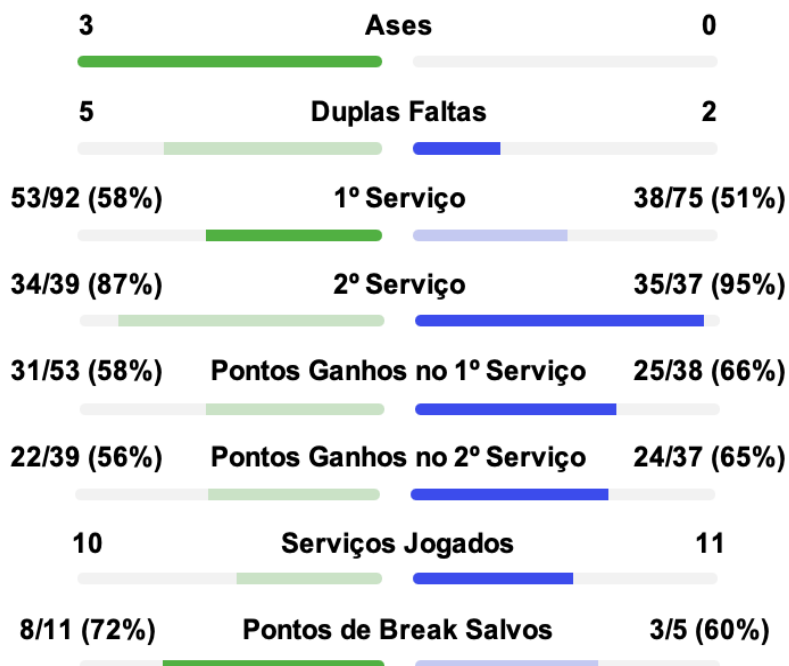 3 Ases 0
5 Duplas Faltas 2
53/92 (58%) 1º Serviço 38/75 (51%)
34/39 (87%) 2º Serviço 35/37 (95%)
31/53 (58%) Pontos Ganhos no 1º Serviço 25/38 (66%)
22/39 (56%) Pontos Ganhos no 2º Serviço 24/37 (65%)
10 Serviços Jogados 11
8/11 (72%) Pontos de Break Salvos 3/5 (60%)